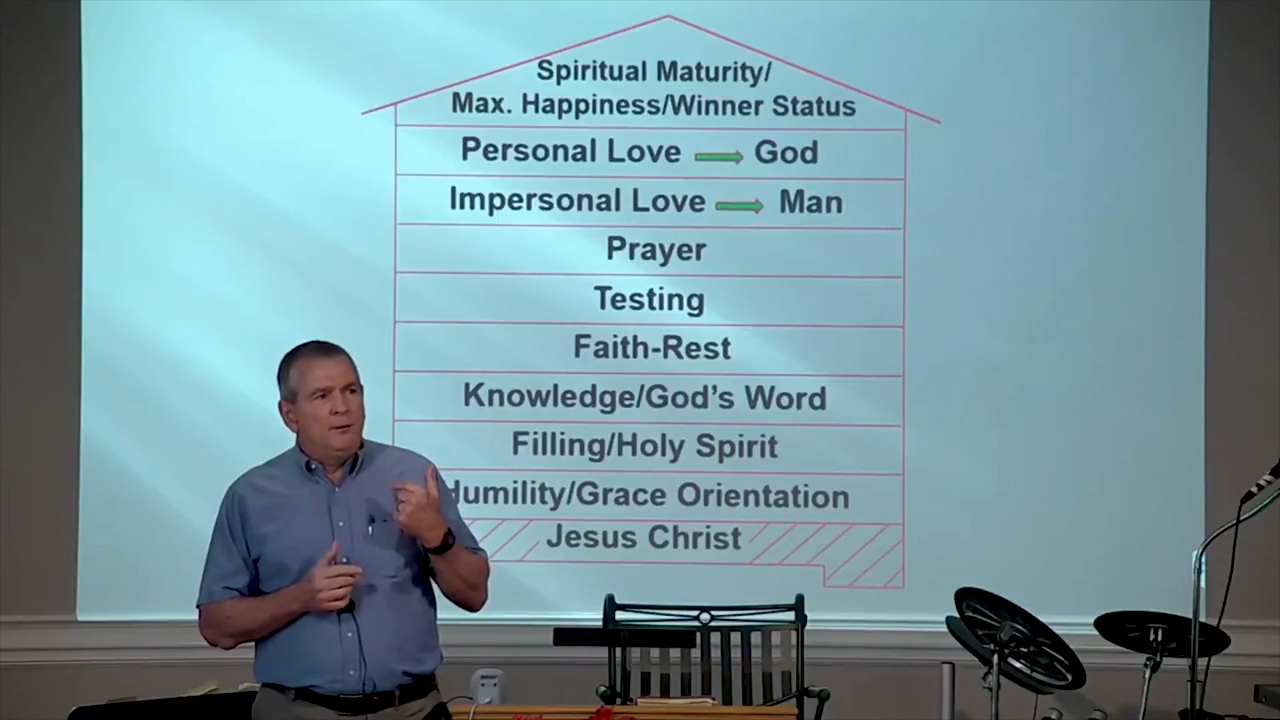 Spiritual Maturity/
Max. Happiness/Winner Status
Personal Love God
Impersonal Love Man
Prayer
Testing
Faith-Rest
Knowledge/God's Word
Filling/Holy Spirit
Humility/Grace Orientation
Jesus Christ